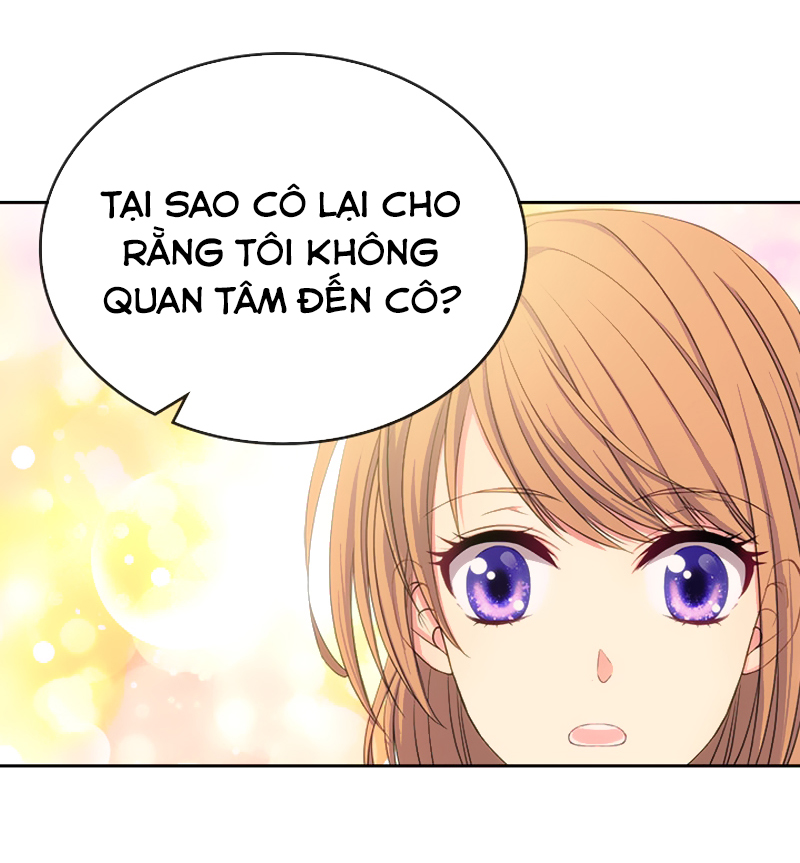 TẠI SAO CÔ LẠI CHO
RẰNG TÔI KHÔNG
QUAN TÂM ĐẾN CÔ?